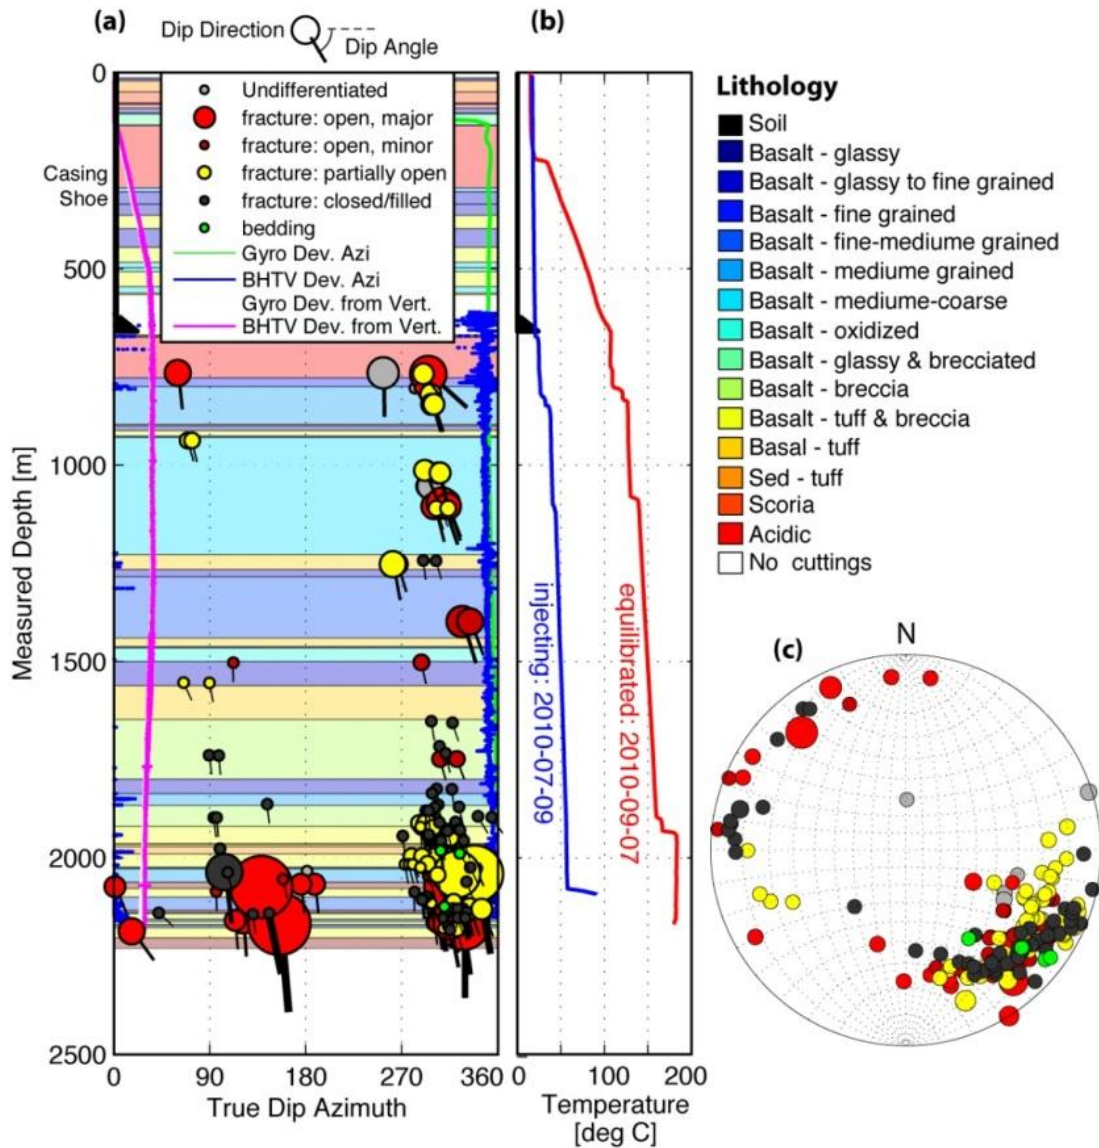 (a)
Dip Direction
Dip Angle
(b)
Undifferentiated
fracture: open, major
fracture: open, minor
fracture: partially open
fracture: closed/filled
bedding
Gyro Dev. Azi
BHTV Dev. Azi
Gyro Dev. from Vert.
BHTV Dev. from Vert.
Casing
Shoe
0
500
1000
1500
2000
2500
Measured Depth [m]
0 90 180 270 360
True Dip Azimuth
injecting: 2010-07-09
equilibrated: 2010-09-07
0 100 200
Temperature
[deg C]
Lithology
Soil
Basalt - glassy
Basalt - glassy to fine grained
Basalt - fine grained
Basalt - fine-mediume grained
Basalt - mediume grained
Basalt - mediume-coarse
Basalt - oxidized
Basalt - glassy & brecciated
Basalt - breccia
Basalt - tuff & breccia
Basal - tuff
Sed - tuff
Scoria
Acidic
No cuttings
(c)
N